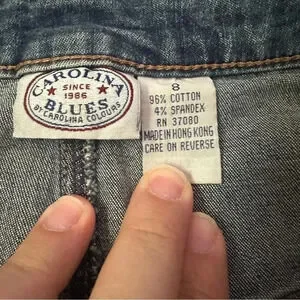 CAROLINA
SINCE
1986
BLUES
BY CAROLINA COLOURS
8
96% COTTON
4% SPANDEX
RN 37080
MADE IN HONG KONG
CARE ON REVERSE